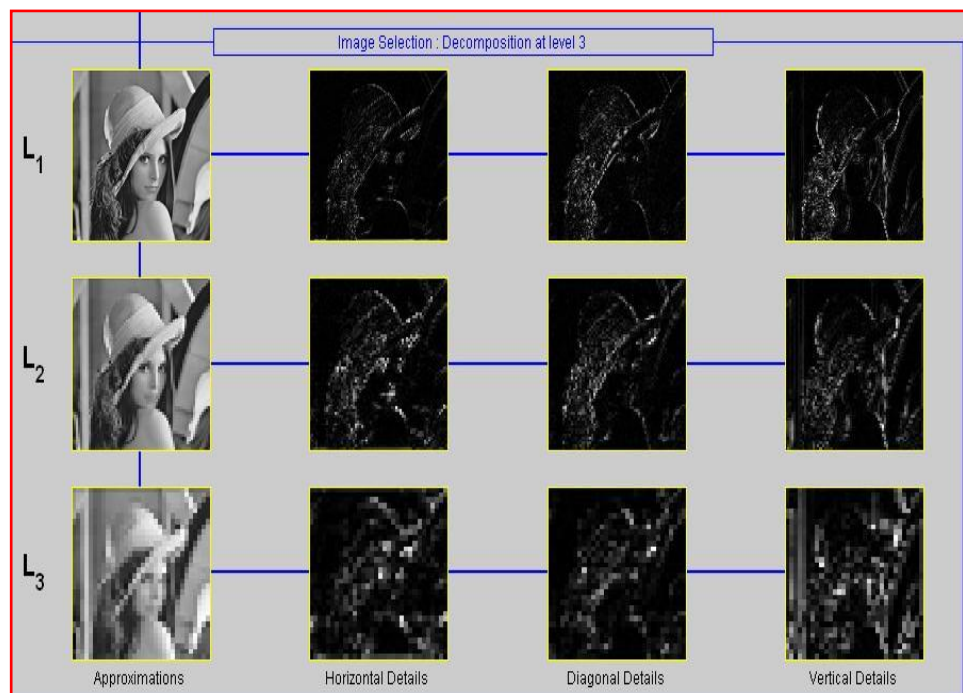 Image Selection : Decomposition at level 3
L1
L2
L3
Approximations Horizontal Details Diagonal Details Vertical Details